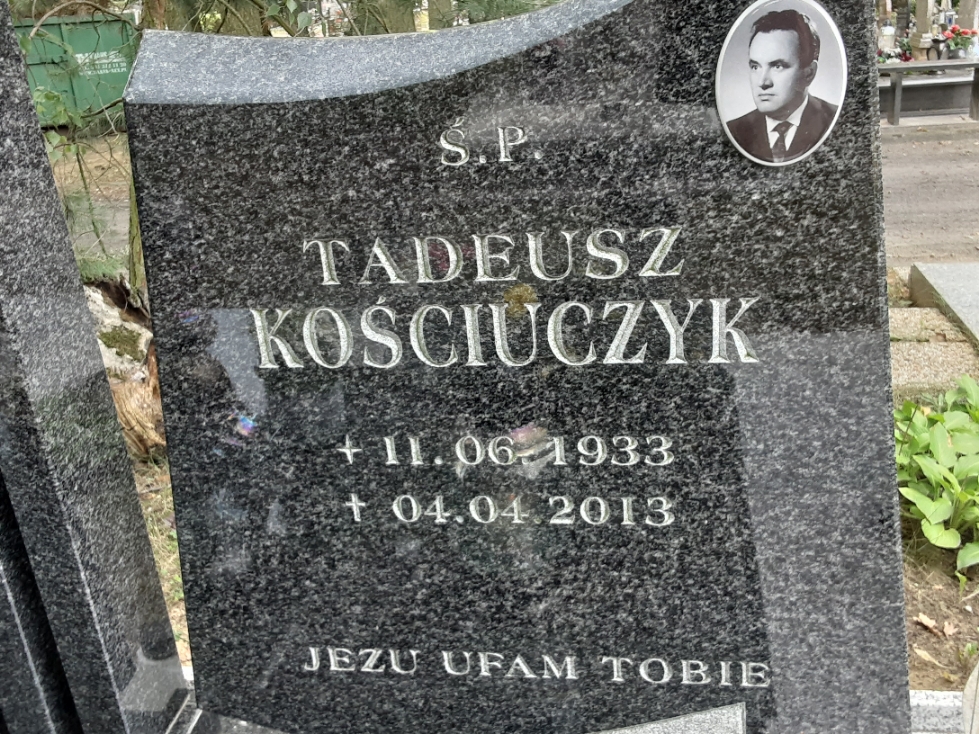 Ś.P.
TADEUSZ
KOŚCIUCZYK
+ 11.06.1933
✝ 04.04.2013
JEZU UFAM TOBIE